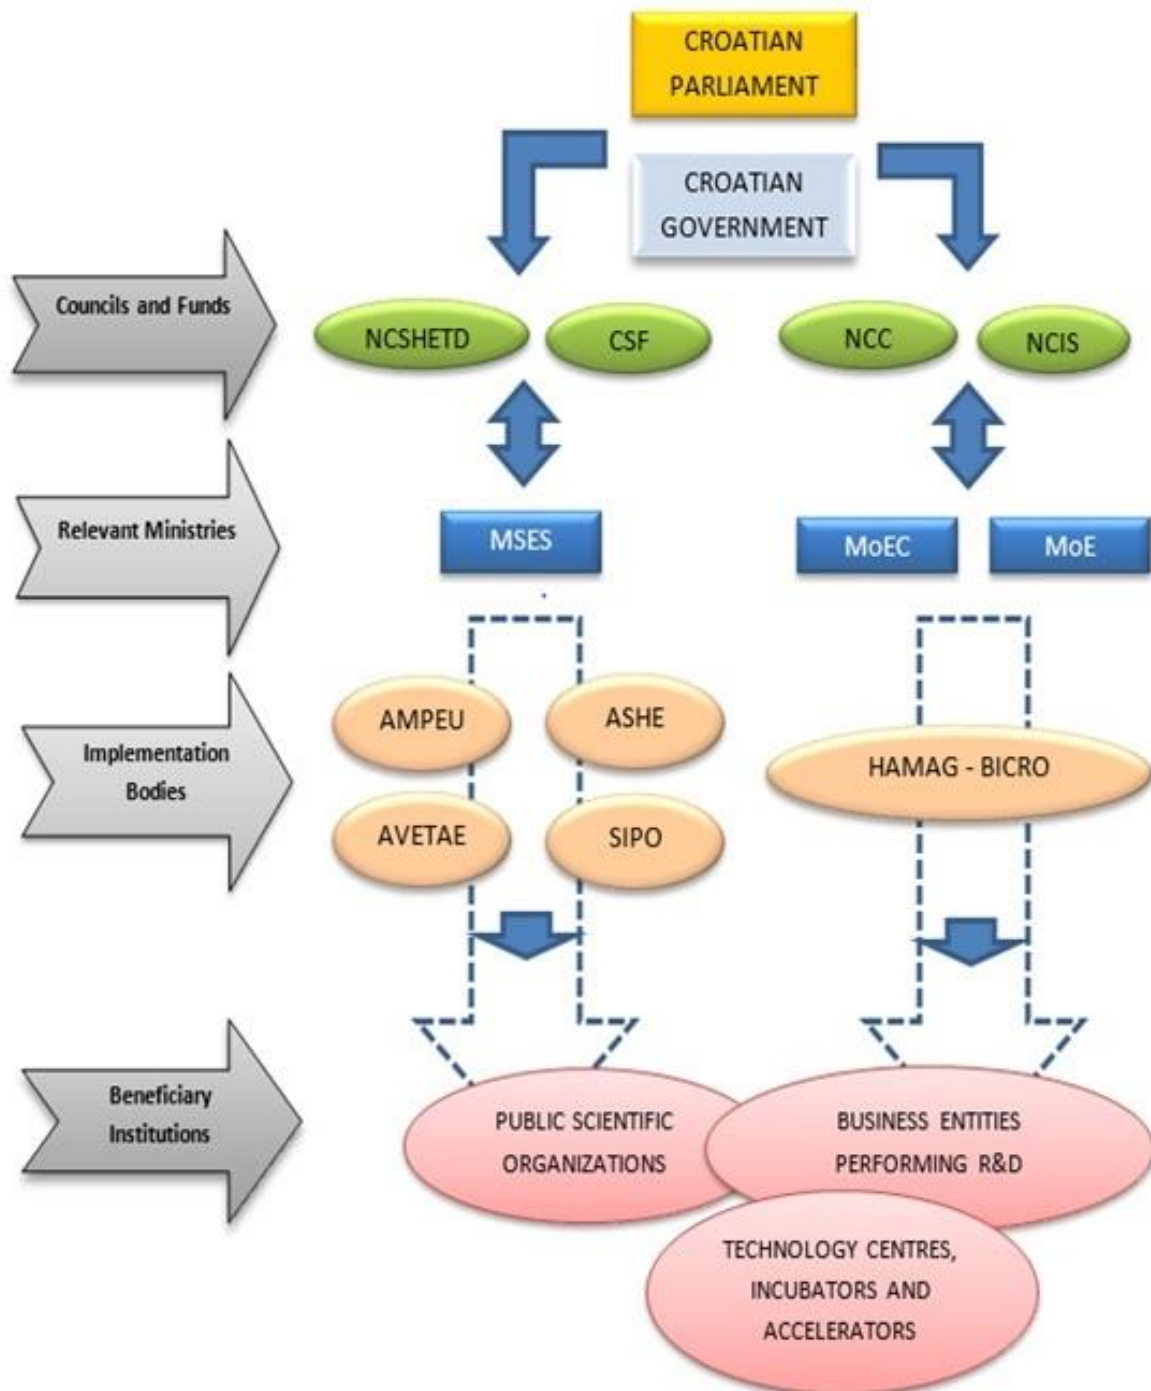 CROATIAN
PARLIAMENT
CROATIAN
GOVERNMENT
Councils and Funds
NCSHETD
CSF
NCC
NCIS
Relevant Ministries
MSES
MoEC
MoE
Implementation
Bodies
AMPEU
ASHE
HAMAG - BICRO
AVETAE
SIPO
Beneficiary
Institutions
PUBLIC SCIENTIFIC
ORGANIZATIONS
BUSINESS ENTITIES
PERFORMING R&D
TECHNOLOGY CENTRES,
INCUBATORS AND
ACCELERATORS